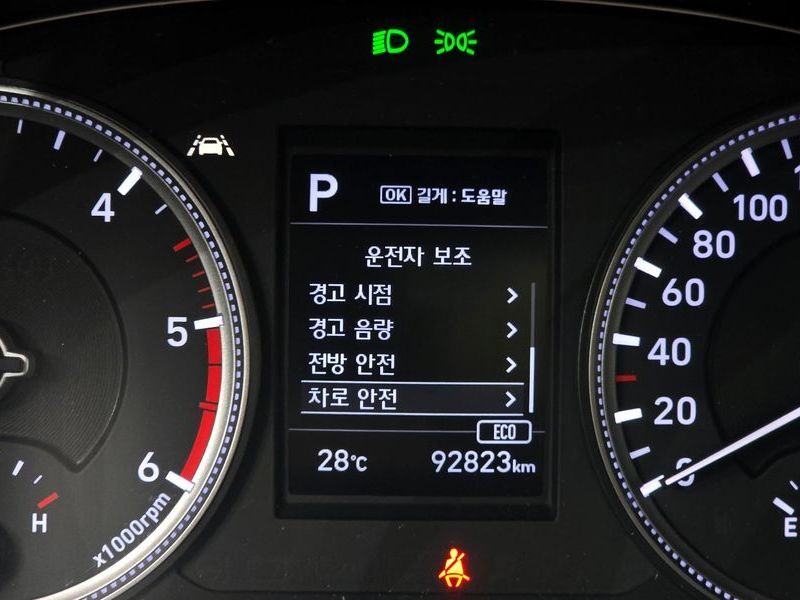 P
OK 길게 : 도움말
운전자 보조
경고 시점
경고 음량
전방 안전
차로 안전
ECO
28℃
92823km
4
5
6
x1000rpm
H
100
80
60
40
20
0
E